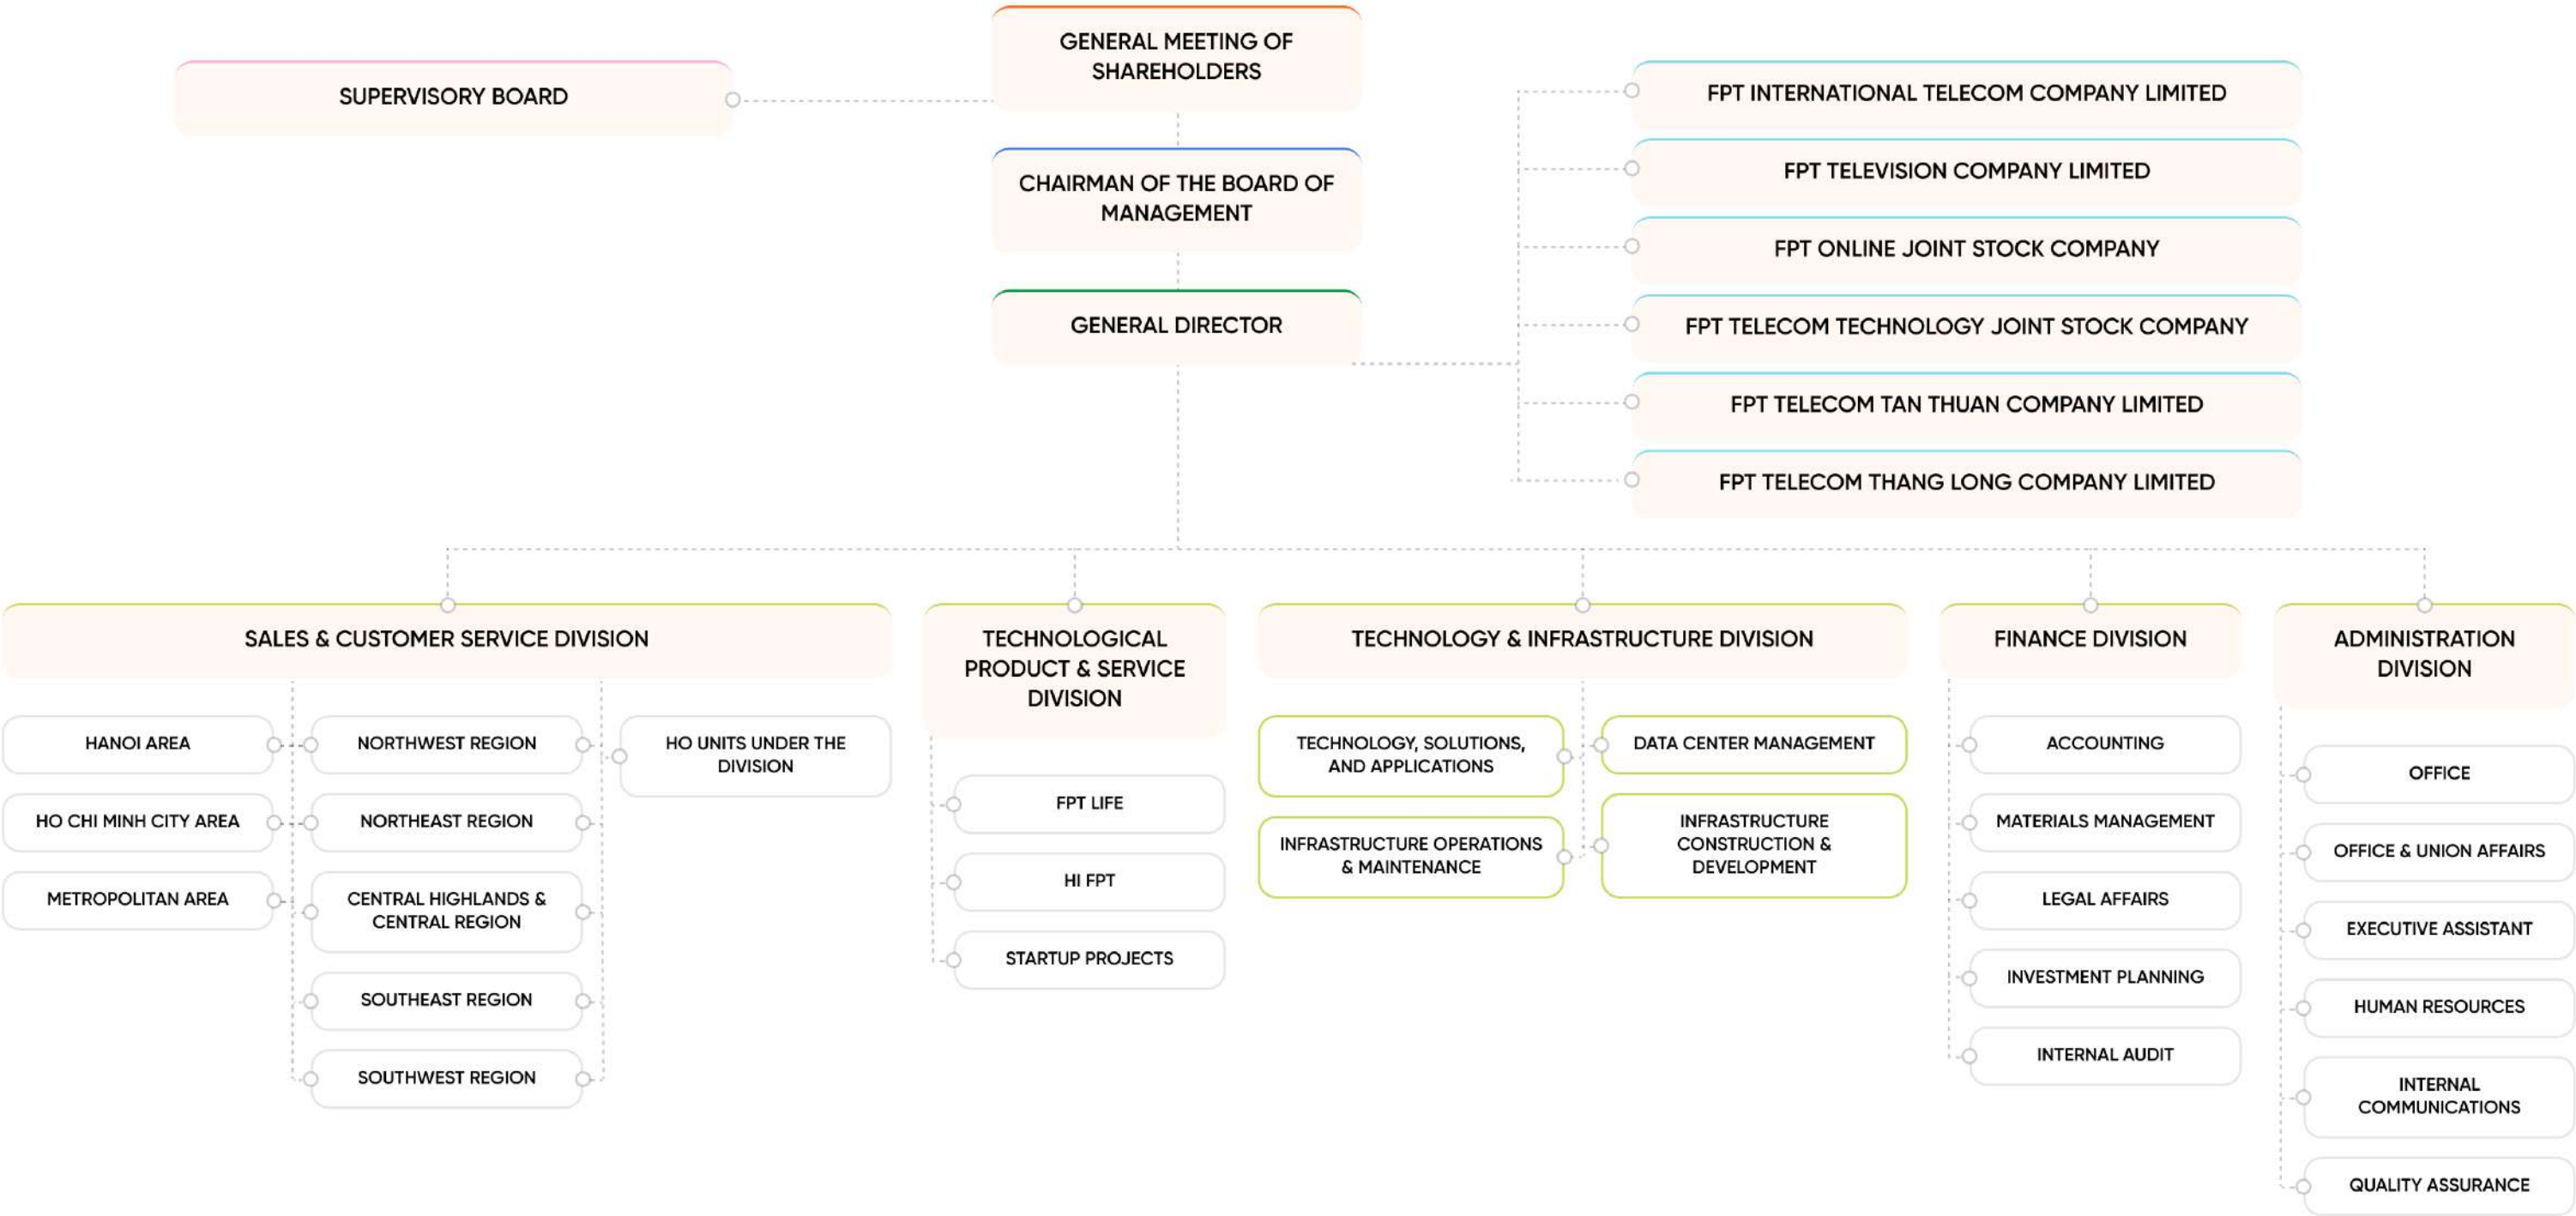 GENERAL MEETING OF
SHAREHOLDERS
SUPERVISORY BOARD
CHAIRMAN OF THE BOARD OF
MANAGEMENT
GENERAL DIRECTOR
FPT INTERNATIONAL TELECOM COMPANY LIMITED
FPT TELEVISION COMPANY LIMITED
FPT ONLINE JOINT STOCK COMPANY
FPT TELECOM TECHNOLOGY JOINT STOCK COMPANY
FPT TELECOM TAN THUAN COMPANY LIMITED
FPT TELECOM THANG LONG COMPANY LIMITED
SALES & CUSTOMER SERVICE DIVISION
HANOI AREA
HO CHI MINH CITY AREA
METROPOLITAN AREA
NORTHWEST REGION
NORTHEAST REGION
CENTRAL HIGHLANDS &
CENTRAL REGION
SOUTHEAST REGION
SOUTHWEST REGION
HO UNITS UNDER THE
DIVISION
TECHNOLOGICAL
PRODUCT & SERVICE
DIVISION
FPT LIFE
HI FPT
STARTUP PROJECTS
TECHNOLOGY & INFRASTRUCTURE DIVISION
TECHNOLOGY, SOLUTIONS,
AND APPLICATIONS
INFRASTRUCTURE OPERATIONS
& MAINTENANCE
DATA CENTER MANAGEMENT
INFRASTRUCTURE
CONSTRUCTION &
DEVELOPMENT
FINANCE DIVISION
ACCOUNTING
MATERIALS MANAGEMENT
LEGAL AFFAIRS
INVESTMENT PLANNING
INTERNAL AUDIT
ADMINISTRATION
DIVISION
OFFICE
OFFICE & UNION AFFAIRS
EXECUTIVE ASSISTANT
HUMAN RESOURCES
INTERNAL
COMMUNICATIONS
QUALITY ASSURANCE